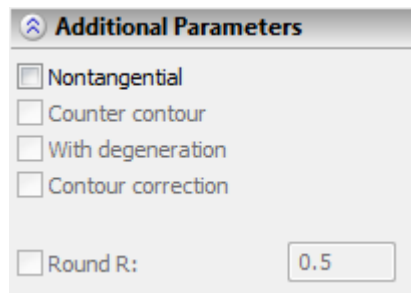 Additional Parameters
Nontangential
Counter contour
With degeneration
Contour correction
Round R: 0.5